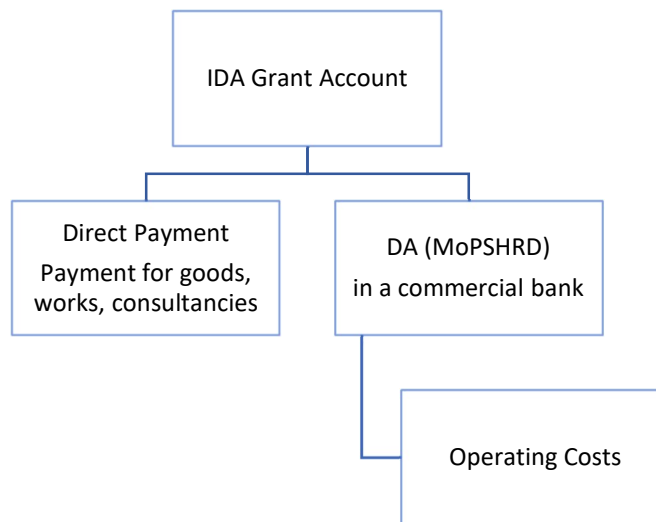 IDA Grant Account
Direct Payment
Payment for goods,
works, consultancies
DA (MoPSHRD)
in a commercial bank
Operating Costs